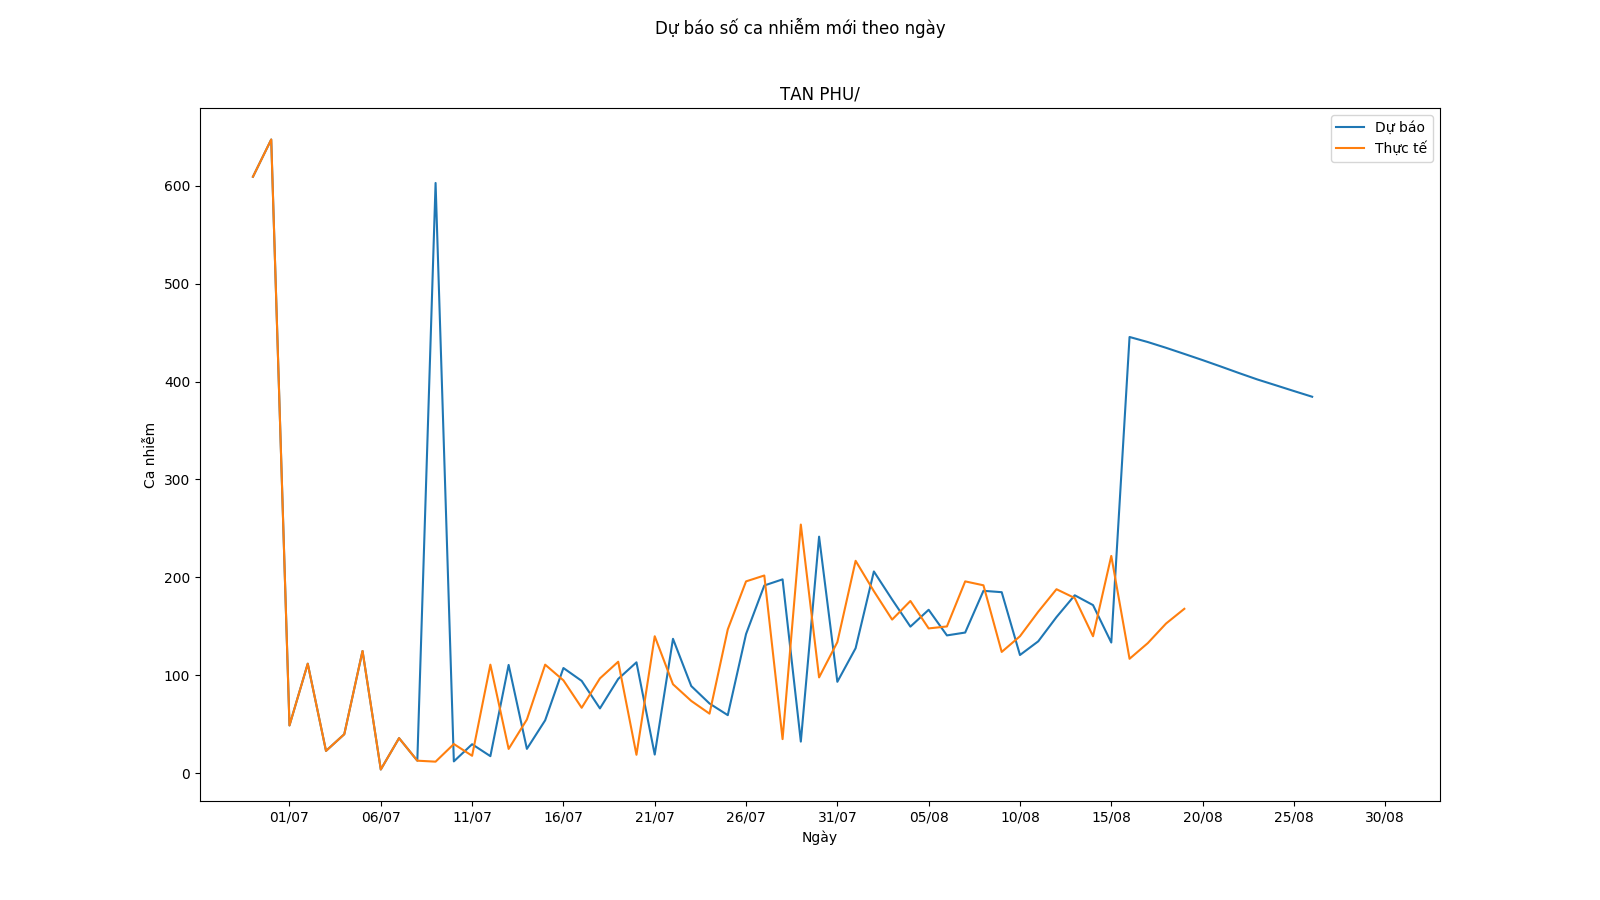 Dự báo số ca nhiễm mới theo ngày
TAN PHU/
Dự báo
Thực tế
600
500
400
300
200
100
0
Ca nhiễm
01/07 06/07 11/07 16/07 21/07 26/07 31/07 05/08 10/08 15/08 20/08 25/08 30/08
Ngày